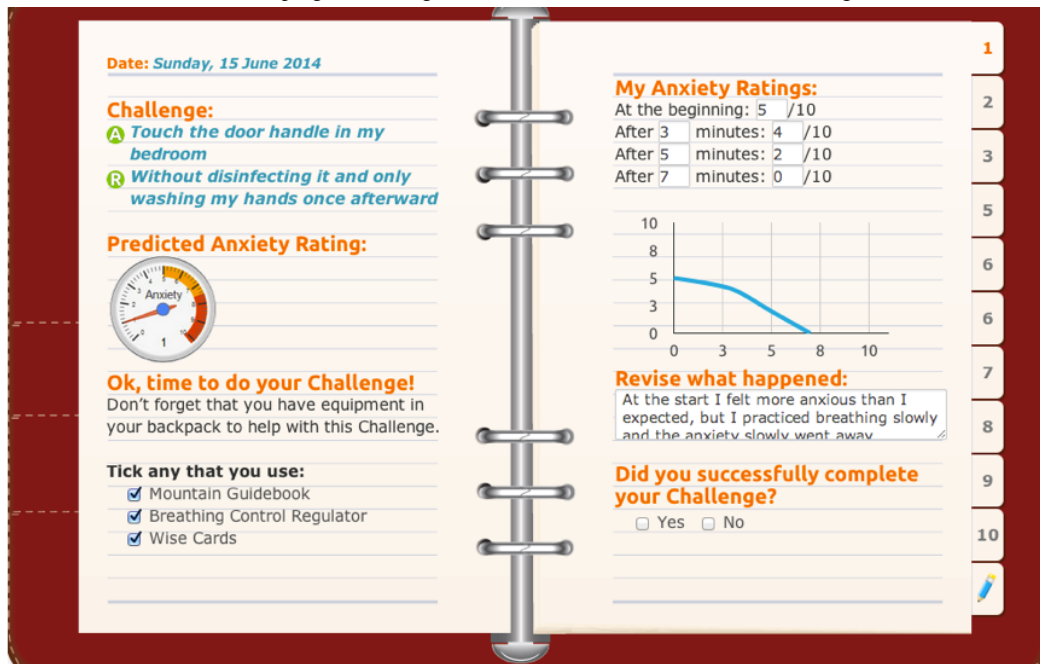 Date: Sunday, 15 June 2014
Challenge:
A Touch the door handle in my
bedroom
R Without disinfecting it and only
washing my hands once afterward
Predicted Anxiety Rating:
Anxiety
1
Ok, time to do your Challenge!
Don't forget that you have equipment in
your backpack to help with this Challenge.
Tick any that you use:
Mountain Guidebook
Breathing Control Regulator
Wise Cards
My Anxiety Ratings:
At the beginning: 5 /10
After 3 minutes: 4 /10
After 5 minutes: 2 /10
After 7 minutes: 0 /10
10
8
5
3
0
0 3 5 8 10
Revise what happened:
At the start I felt more anxious than I
expected, but I practiced breathing slowly
and the anxiety slowly went away
Did you successfully complete
your Challenge?
Yes No
1
2
3
5
6
6
7
8
9
10